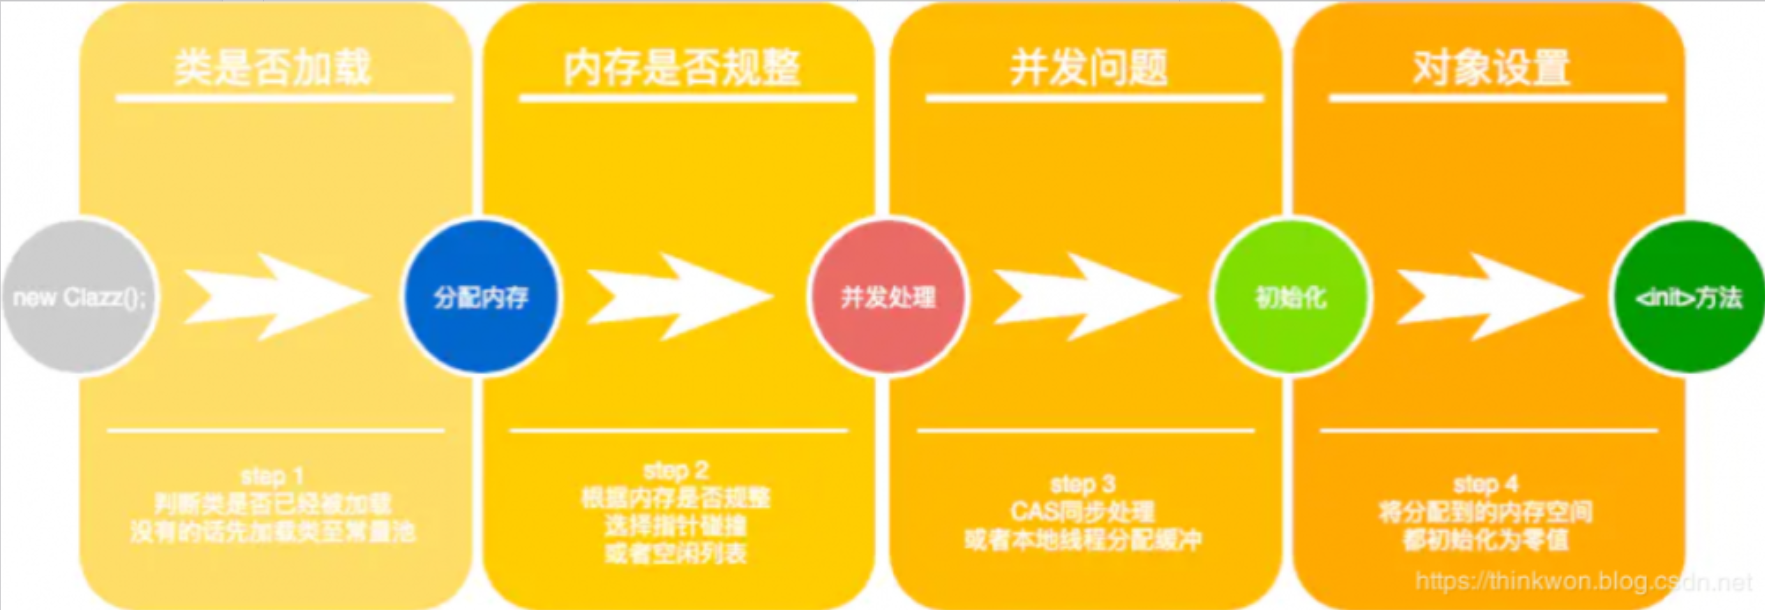 类是否加载
内存是否规整
并发问题
对象设置
new Clazz();
分配内存
并发处理
初始化
<init>方法
step 1
判断类是否已经被加载
没有的话先加载类至常量池
step 2
根据内存是否规整
选择指针碰撞
或者空闲列表
step 3
CAS同步处理
或者本地线程分配缓冲
step 4
将分配到的内存空间
都初始化为零值
https://thinkwon.blog.csdn.net